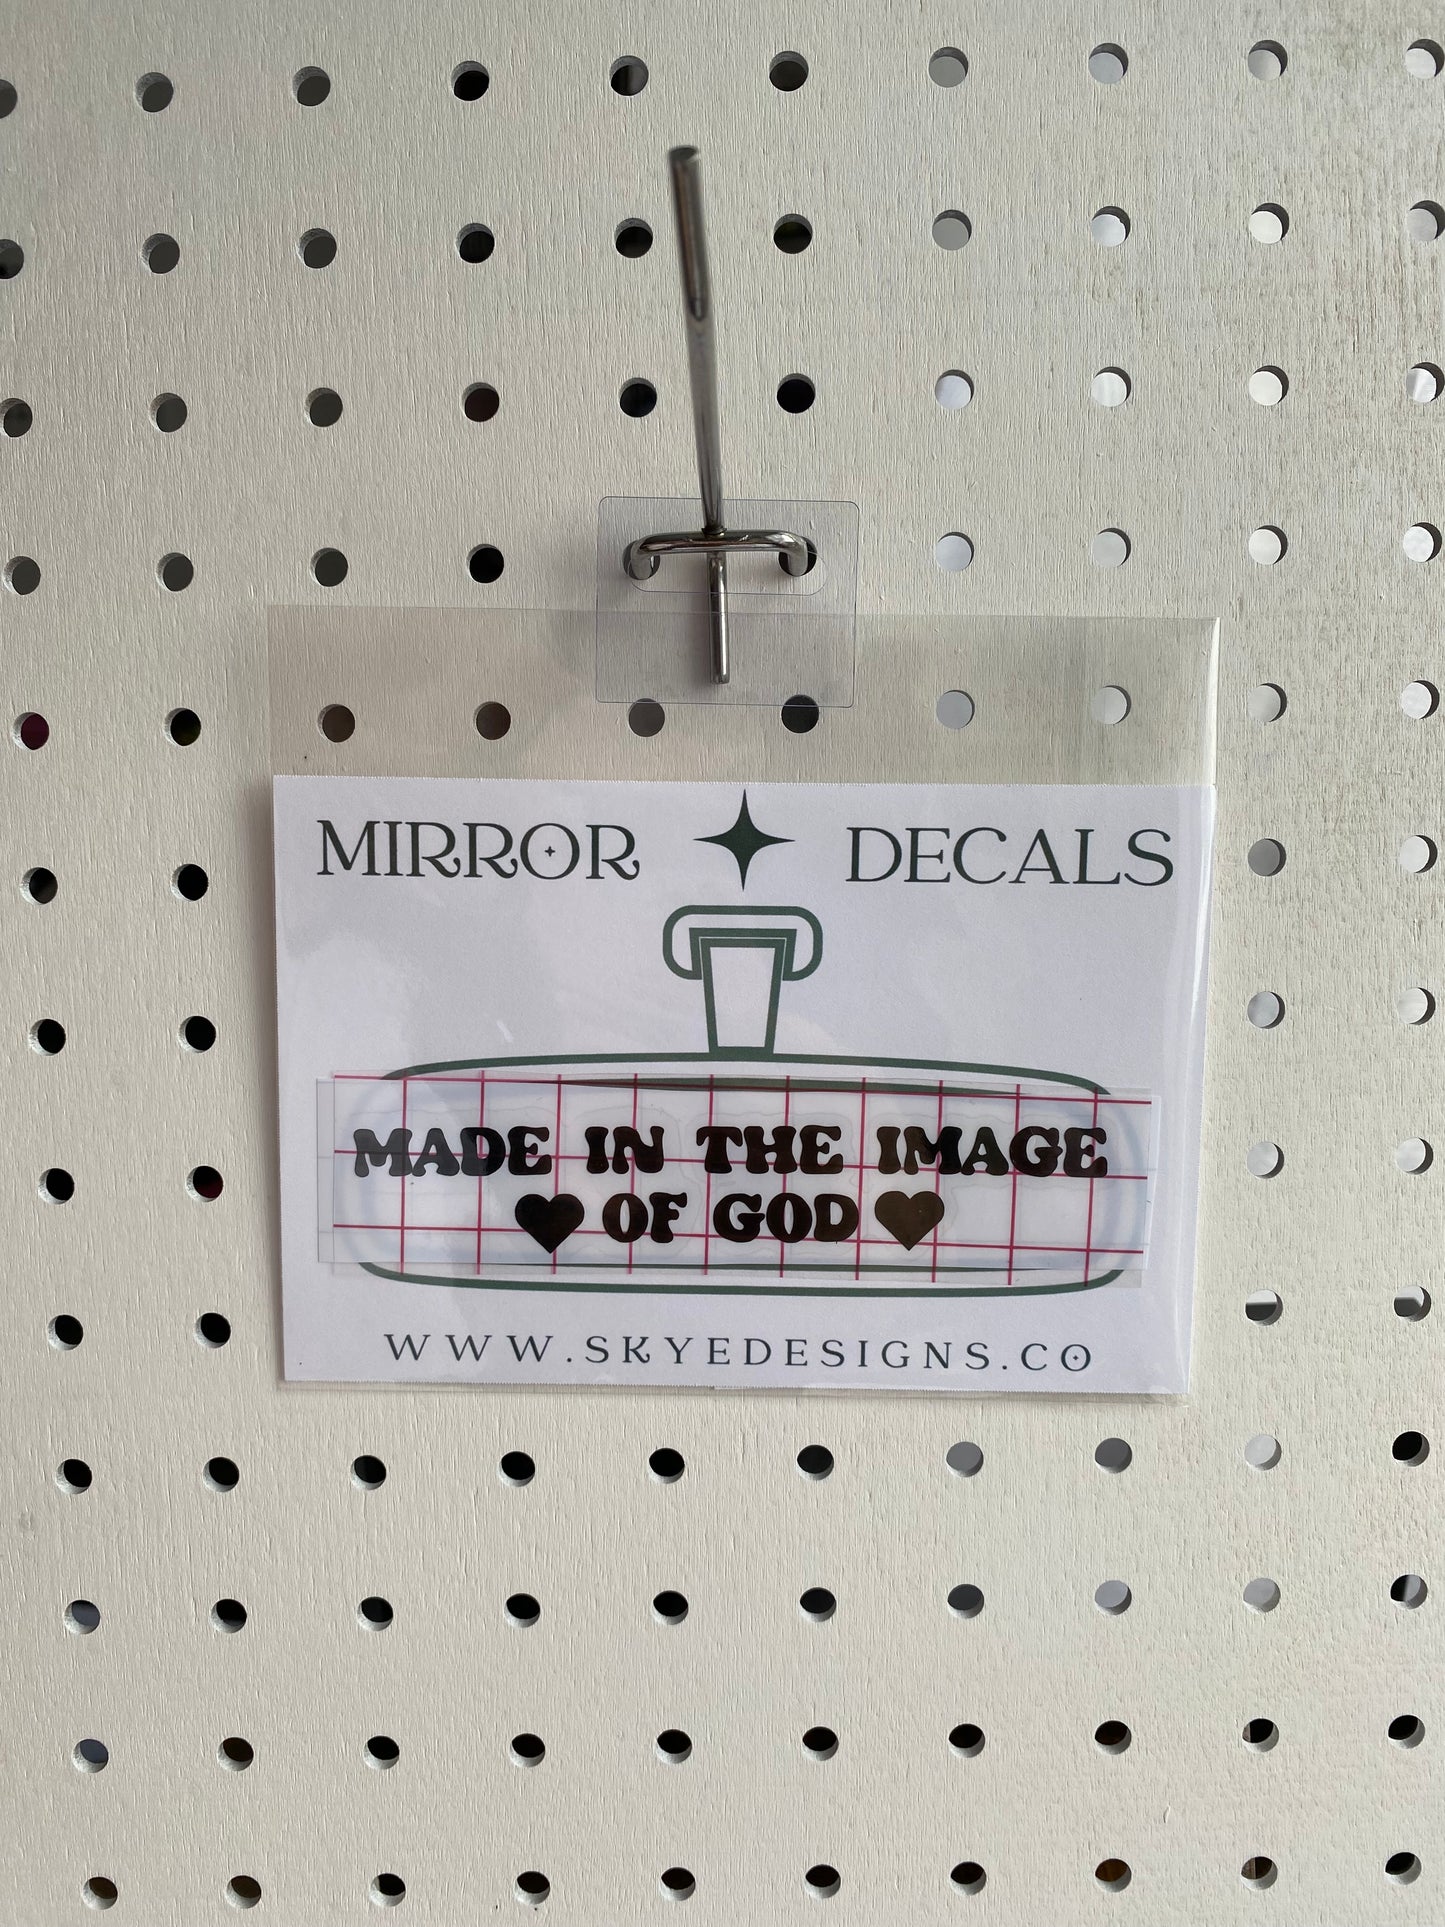 MIRROR DECALS
MADE IN THE IMAGE
OF GOD
WWW.SKYEDESIGNS.CO